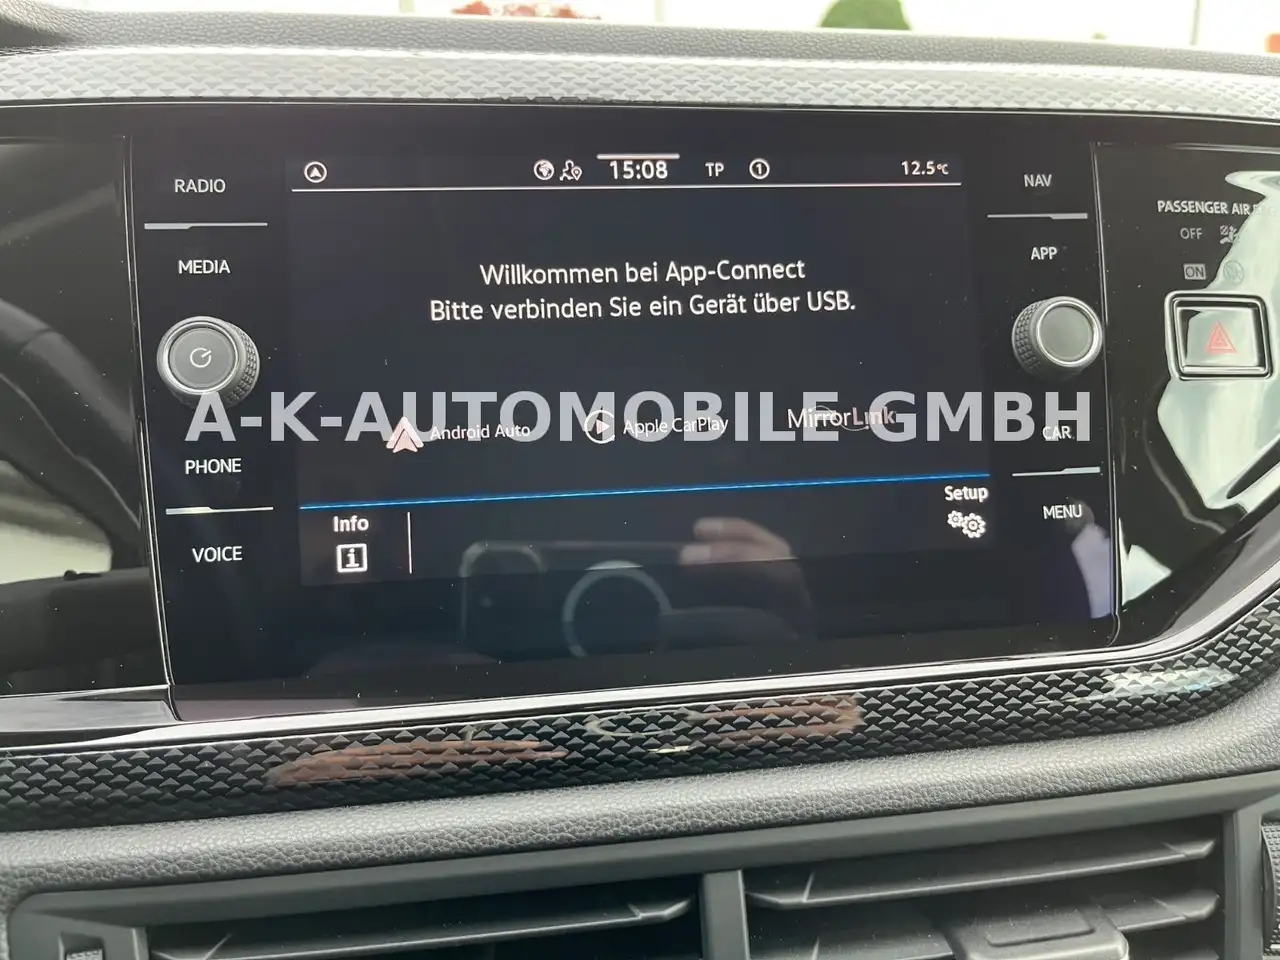 RADIO
MEDIA
PHONE
VOICE
15:08
TP
1
12.5°C
Willkommen bei App-Connect
Bitte verbinden Sie ein Gerät über USB.
Android Auto
Apple CarPlay
MirrorLink
A-K-AUTOMOBILE GMBH
Info
i
Setup
NAV
APP
CAR
MENU
PASSENGER AIR
OFF
ON